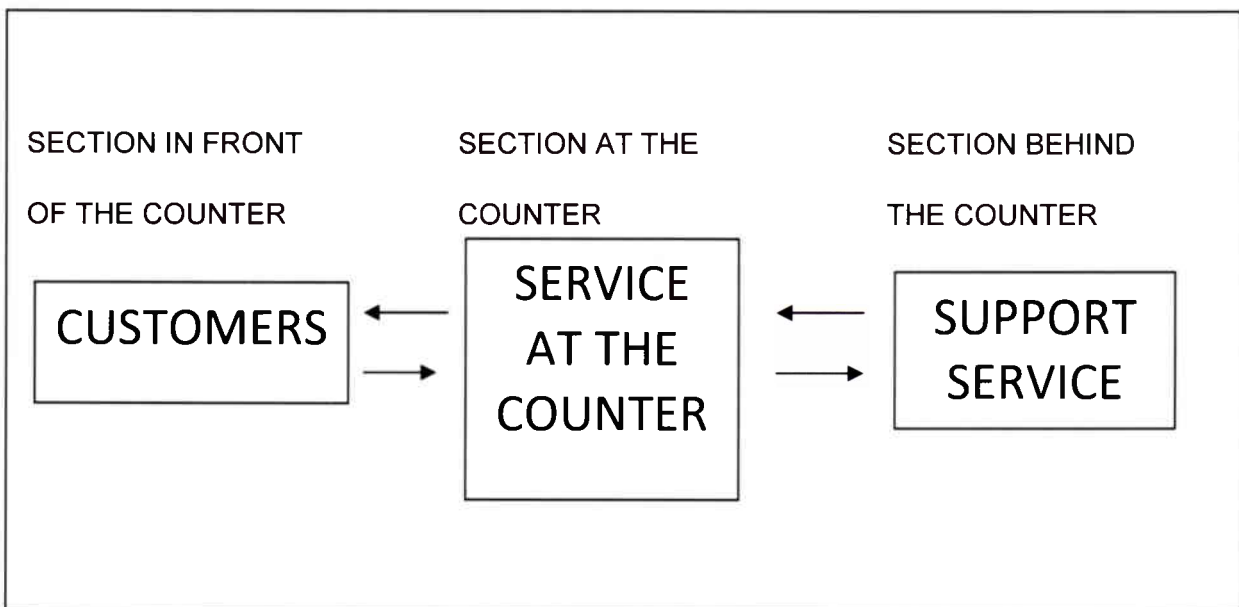 SECTION IN FRONT
OF THE COUNTER
CUSTOMERS
SECTION AT THE
COUNTER
SERVICE
AT THE
COUNTER
SECTION BEHIND
THE COUNTER
SUPPORT
SERVICE